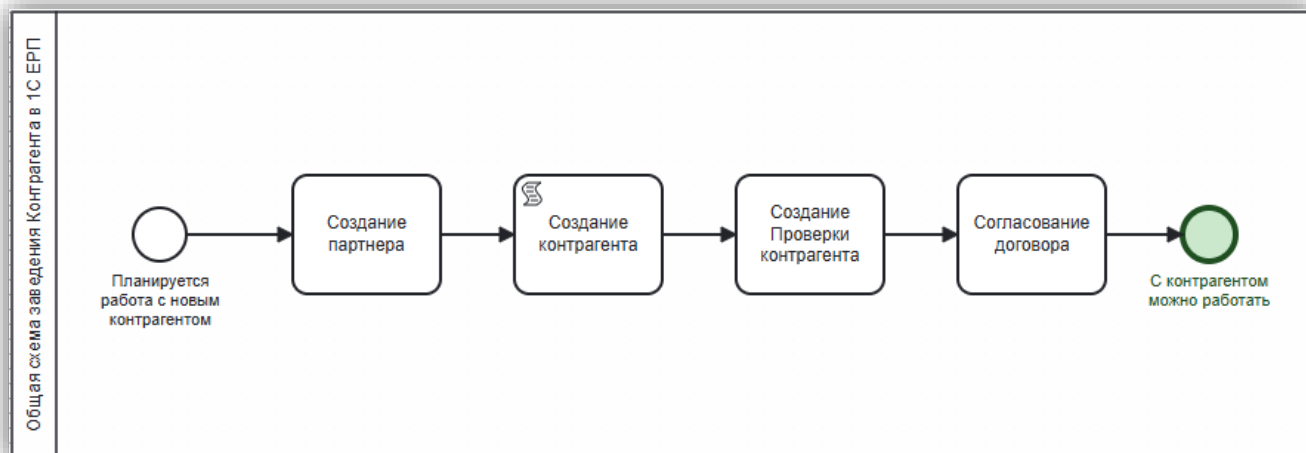 Общая схема заведения Контрагента в 1С ЕРП
Планируется
работа с новым
контрагентом
Создание
партнера
Создание
контрагента
Создание
Проверки
контрагента
Согласование
договора
С контрагентом
можно работать